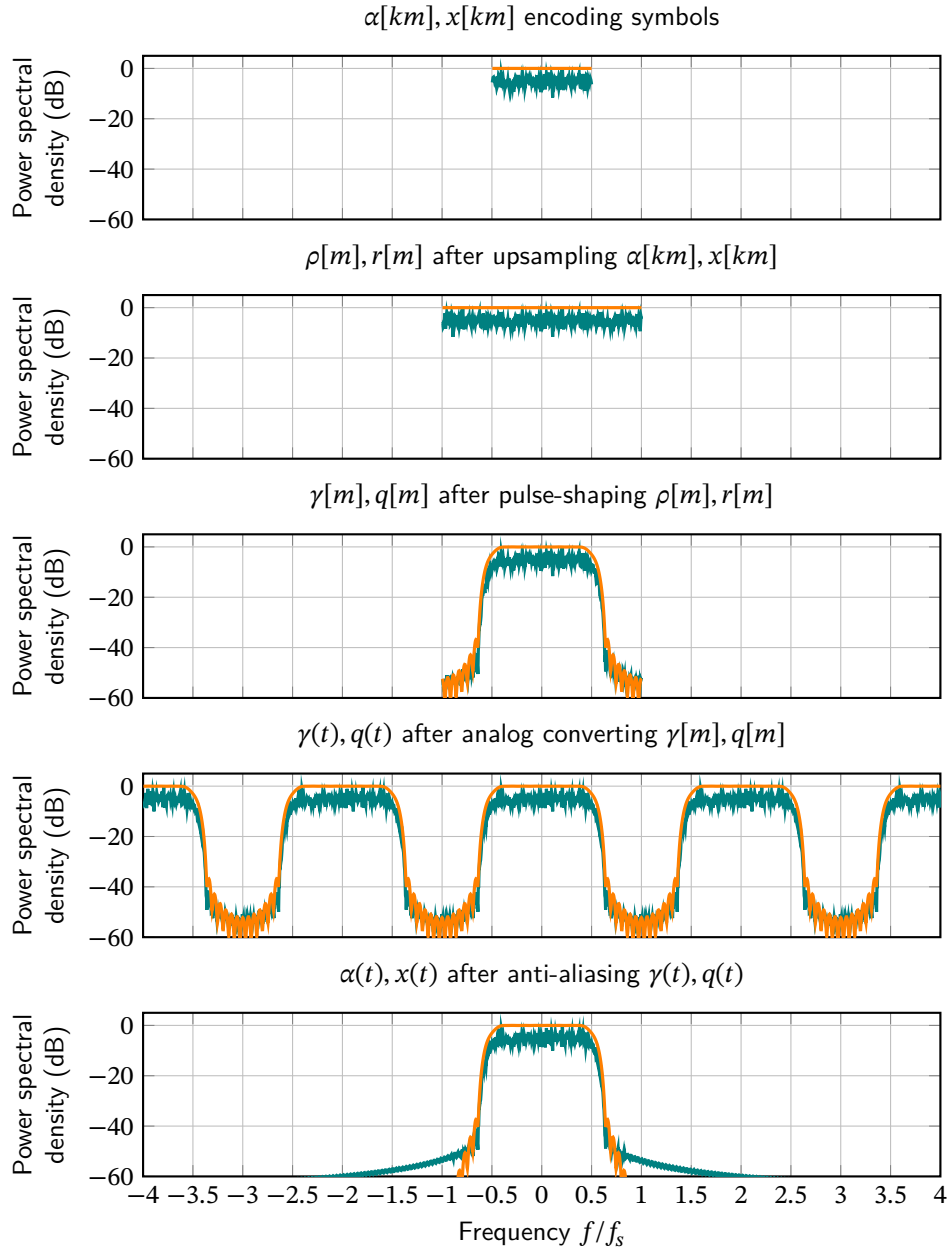 α[km], x[km] encoding symbols
Power spectral
density (dB)
0
−20
−40
−60
ρ[m], r[m] after upsampling α[km], x[km]
Power spectral
density (dB)
0
−20
−40
−60
γ[m], q[m] after pulse-shaping ρ[m], r[m]
Power spectral
density (dB)
0
−20
−40
−60
γ(t), q(t) after analog converting γ[m], q[m]
Power spectral
density (dB)
0
−20
−40
−60
α(t), x(t) after anti-aliasing γ(t), q(t)
Power spectral
density (dB)
0
−20
−40
−60
−4 −3.5 −3 −2.5 −2 −1.5 −1 −0.5 0 0.5 1 1.5 2 2.5 3 3.5 4
Frequency f/fₛ